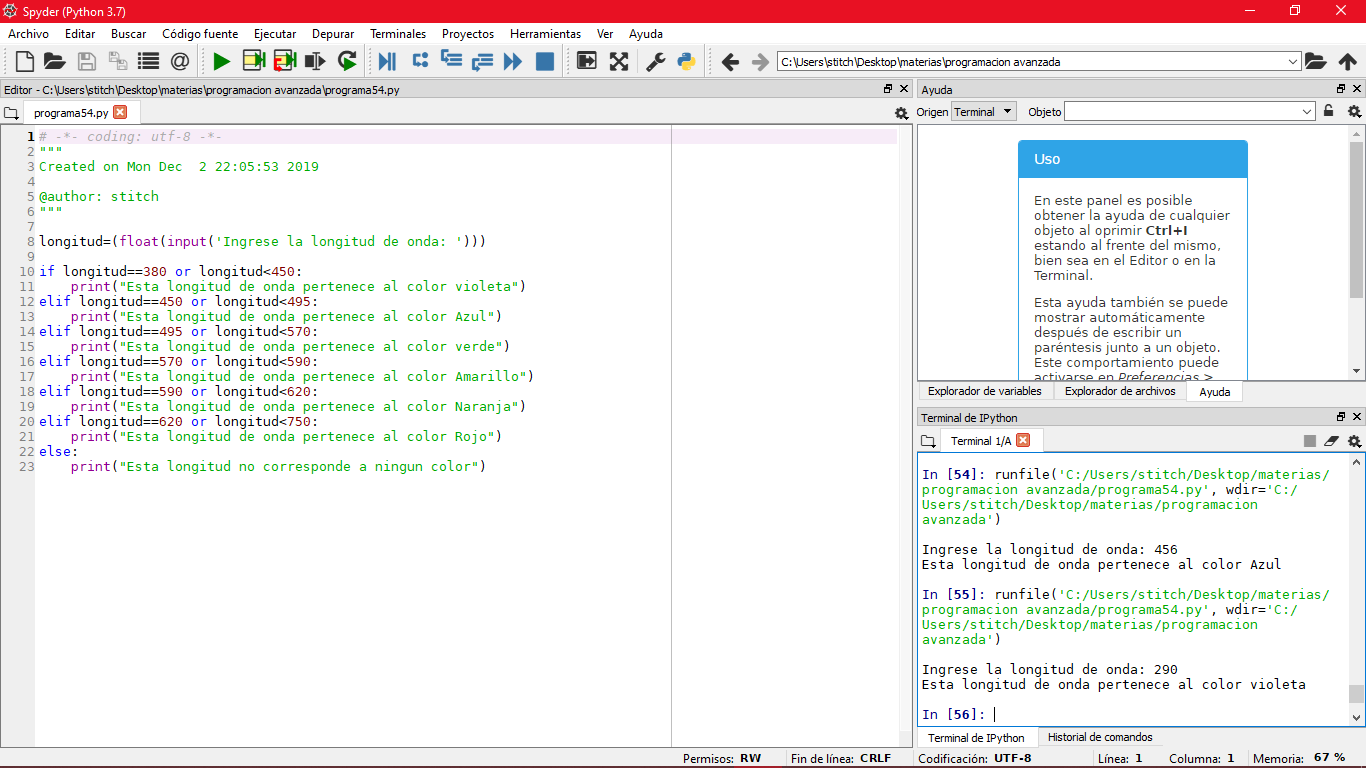 Spyder (Python 3.7)
Archivo Editar Buscar Código fuente Ejecutar Depurar Terminales Proyectos Herramientas Ver Ayuda
C:\Users\stitch\Desktop\materias\programacion avanzada
Editor - C:\Users\stitch\Desktop\materias\programacion avanzada\programa54.py
programa54.py
1 # -*- coding: utf-8 -*-
2 """
3 Created on Mon Dec  2 22:05:53 2019
4
5 @author: stitch
6 """
7
8 longitud=(float(input('Ingrese la longitud de onda: ')))
9
10 if longitud==380 or longitud<450:
11     print("Esta longitud de onda pertenece al color violeta")
12 elif longitud==450 or longitud<495:
13     print("Esta longitud de onda pertenece al color Azul")
14 elif longitud==495 or longitud<570:
15     print("Esta longitud de onda pertenece al color verde")
16 elif longitud==570 or longitud<590:
17     print("Esta longitud de onda pertenece al color Amarillo")
18 elif longitud==590 or longitud<620:
19     print("Esta longitud de onda pertenece al color Naranja")
20 elif longitud==620 or longitud<750:
21     print("Esta longitud de onda pertenece al color Rojo")
22 else:
23     print("Esta longitud no corresponde a ningun color")
Ayuda
Origen Terminal Objeto
Uso
En este panel es posible
obtener la ayuda de cualquier
objeto al oprimir Ctrl+I
estando al frente del mismo,
bien sea en el Editor o en la
Terminal.
Esta ayuda también se puede
mostrar automáticamente
después de escribir un
paréntesis junto a un objeto.
Este comportamiento puede
activarse en Preferencias >
Explorador de variables Explorador de archivos Ayuda
Terminal de IPython
Terminal 1/A
In [54]: runfile('C:/Users/stitch/Desktop/materias/
programacion avanzada/programa54.py', wdir='C:/
Users/stitch/Desktop/materias/programacion
avanzada')
Ingrese la longitud de onda: 456
Esta longitud de onda pertenece al color Azul
In [55]: runfile('C:/Users/stitch/Desktop/materias/
programacion avanzada/programa54.py', wdir='C:/
Users/stitch/Desktop/materias/programacion
avanzada')
Ingrese la longitud de onda: 290
Esta longitud de onda pertenece al color violeta
In [56]:
Terminal de IPython Historial de comandos
Permisos: RW Fin de línea: CRLF Codificación: UTF-8 Línea: 1 Columna: 1 Memoria: 67 %